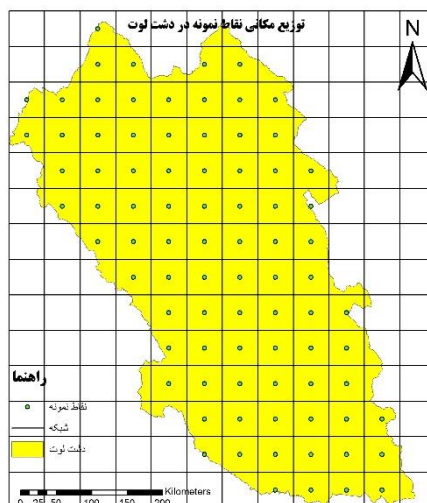 توزیع مکانی نقاط نمونه در دشت لوت
N
راهنما
نقاط نمونه
شبکه
دشت لوت
Kilometers
0 25 50 100 150 200